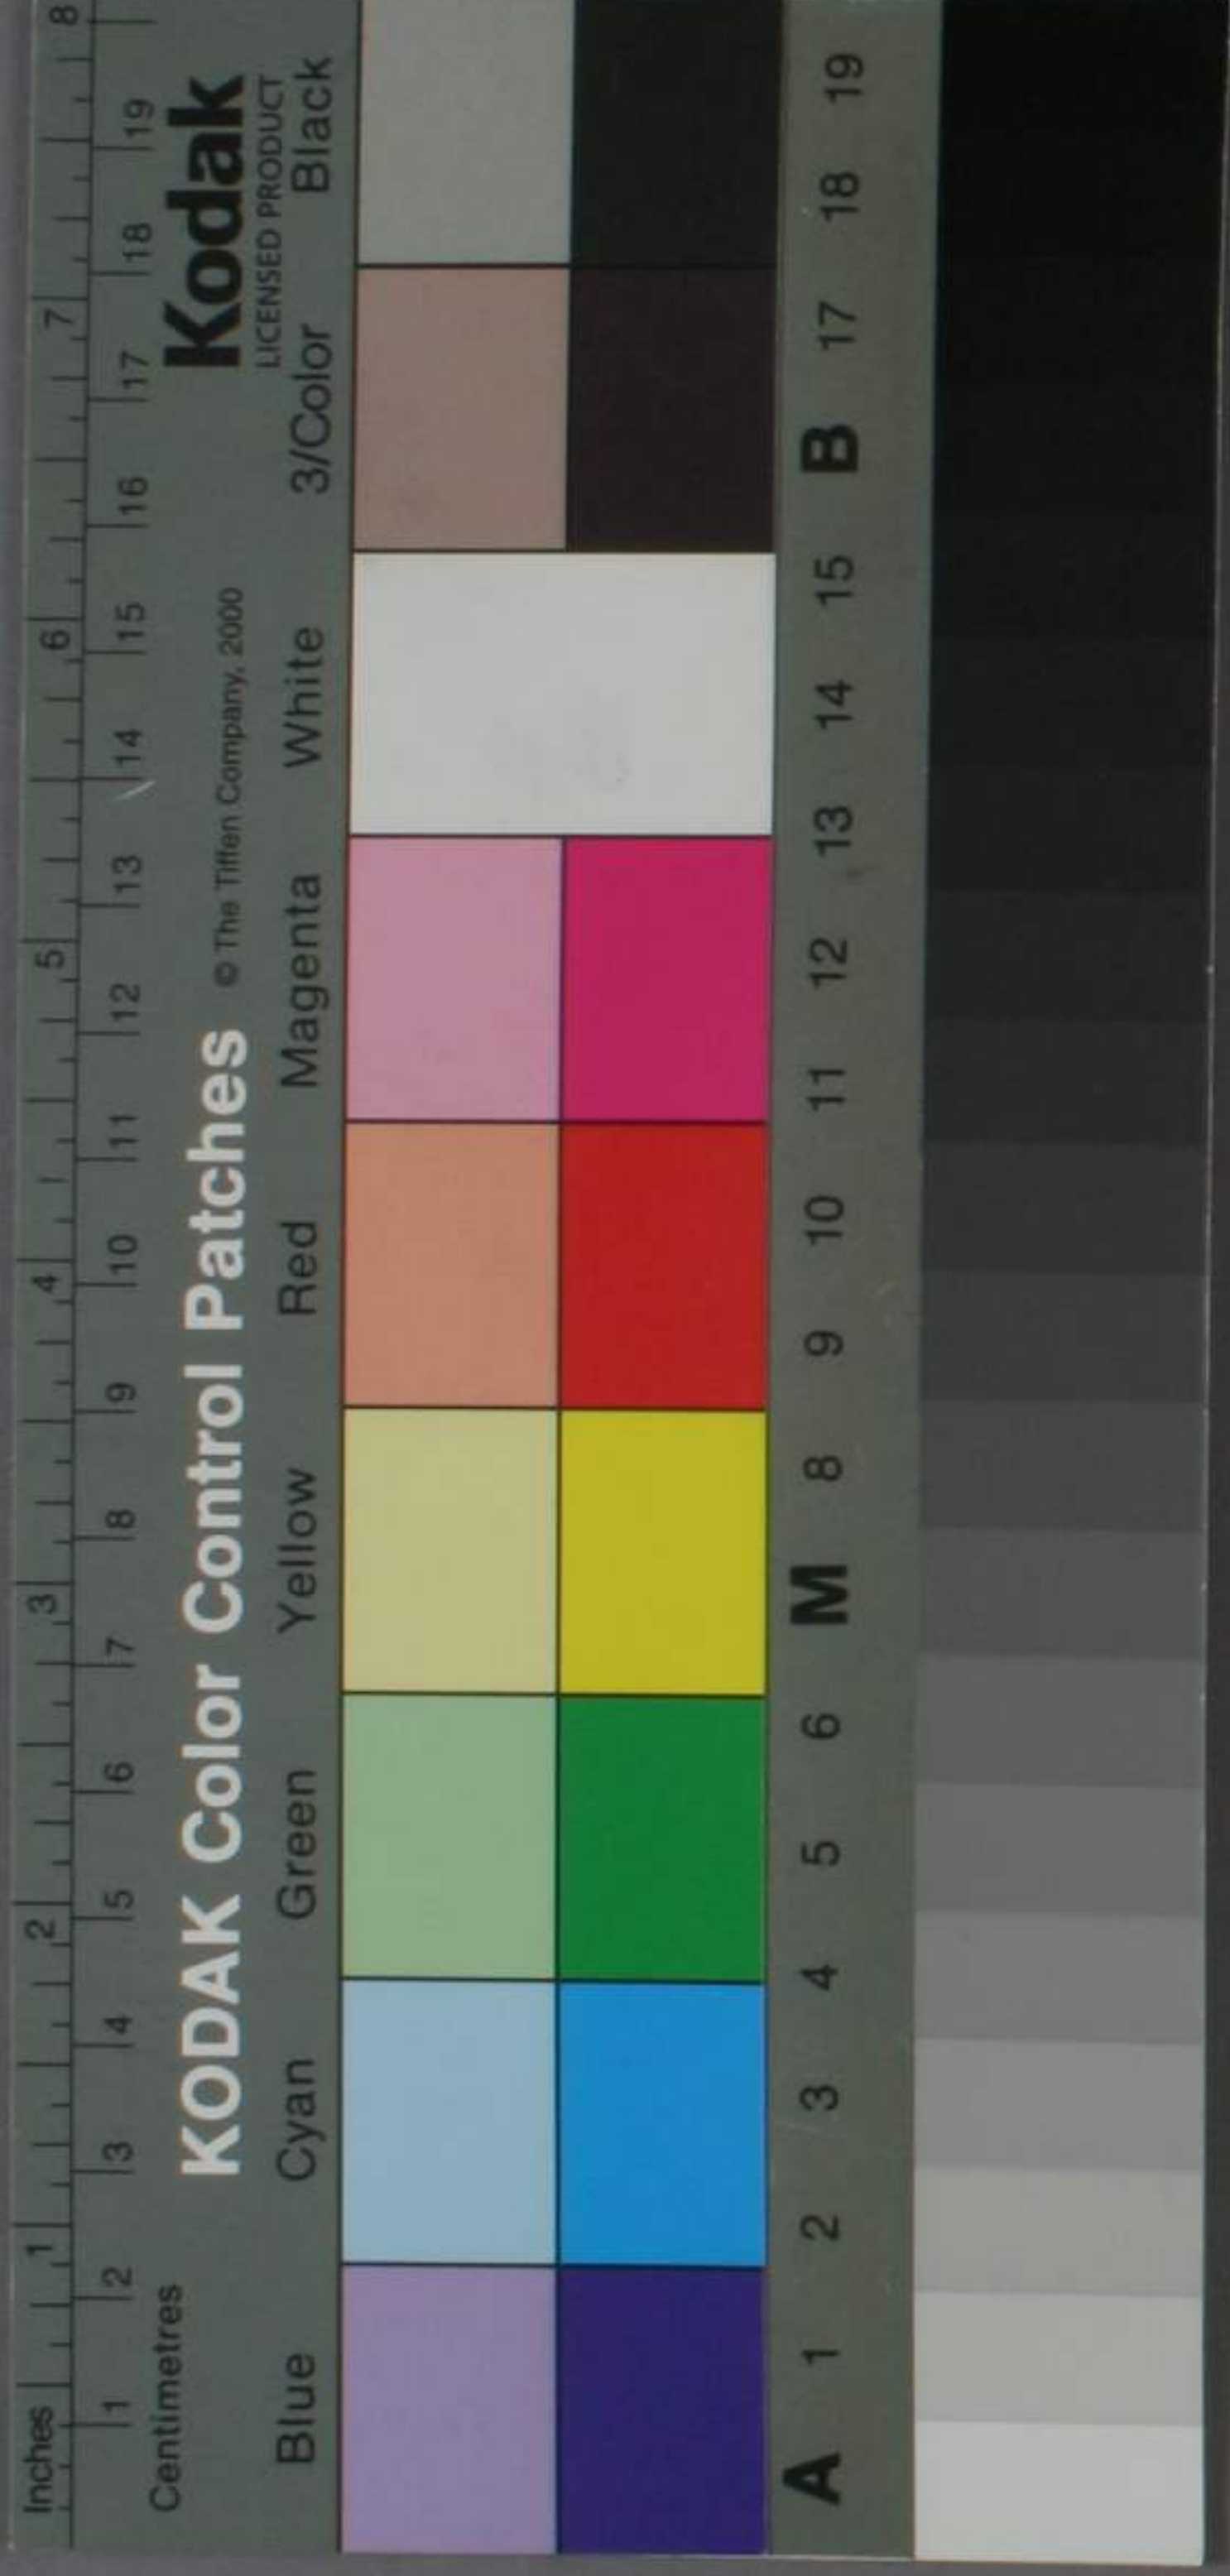 Inches 1 2 3 4 5 6 7 8
1 2 3 4 5 6 7 8 9 10 11 12 13 14 15 16 17 18 19
Centimetres
KODAK Color Control Patches © The Tiffen Company, 2000 Kodak
LICENSED PRODUCT
Blue Cyan Green Yellow Red Magenta White 3/Color Black
A 1 2 3 4 5 6 M 8 9 10 11 12 13 14 15 B 17 18 19